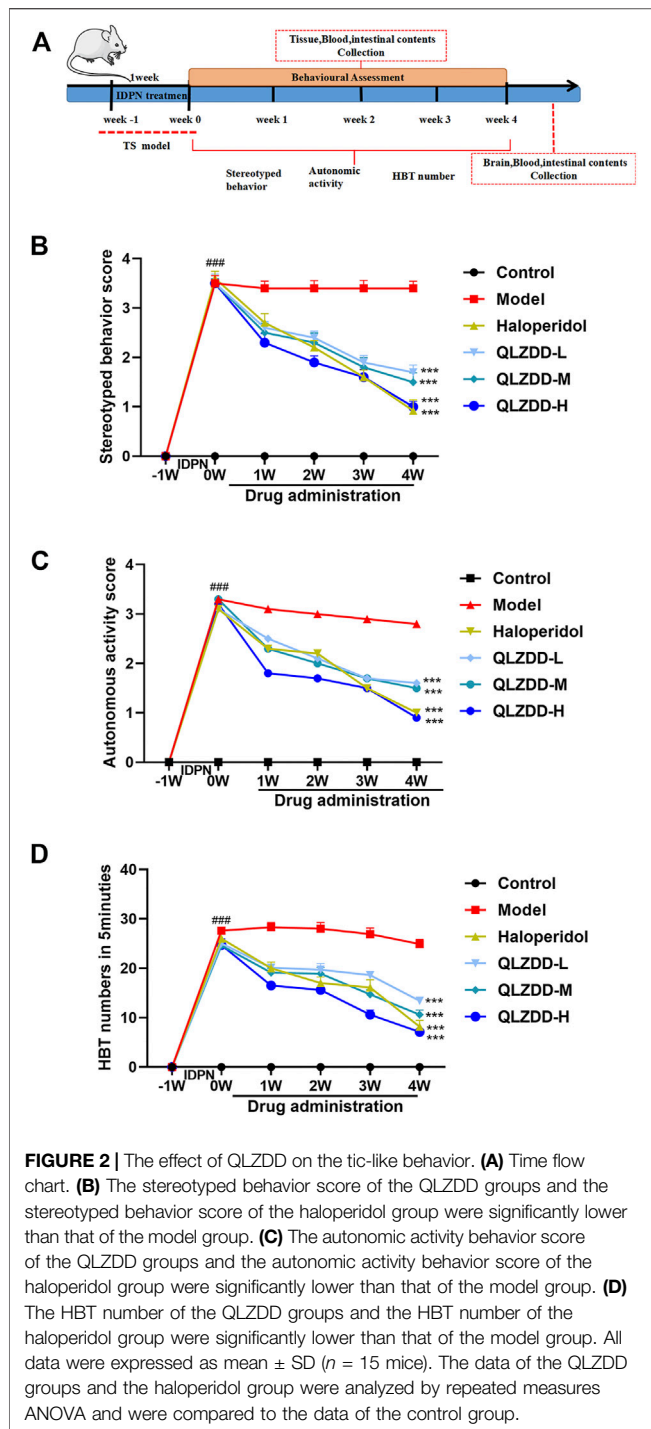 A
Tissue,Blood,intestinal contents
Collection
1week
Behavioural Assessment
IDPN treatmen
week -1
week 0
week 1
week 2
week 3
week 4
TS model
Stereotyped
behavior
Autonomic
activity
HBT number
Brain,Blood,intestinal contents
Collection
B
Stereotyped behavior score
4
3
2
1
0
###
***
***
***
***
IDPN
-1W
0W
1W
2W
3W
4W
Drug administration
Control
Model
Haloperidol
QLZDD-L
QLZDD-M
QLZDD-H
C
Autonomous activity score
4
3
2
1
0
###
***
***
***
***
IDPN
-1W
0W
1W
2W
3W
4W
Drug administration
Control
Model
Haloperidol
QLZDD-L
QLZDD-M
QLZDD-H
D
HBT numbers in 5minuties
40
30
20
10
0
###
***
***
***
***
IDPN
-1W
0W
1W
2W
3W
4W
Drug administration
Control
Model
Haloperidol
QLZDD-L
QLZDD-M
QLZDD-H
FIGURE 2 | The effect of QLZDD on the tic-like behavior. (A) Time flow
chart. (B) The stereotyped behavior score of the QLZDD groups and the
stereotyped behavior score of the haloperidol group were significantly lower
than that of the model group. (C) The autonomic activity behavior score
of the QLZDD groups and the autonomic activity behavior score of the
haloperidol group were significantly lower than that of the model group. (D)
The HBT number of the QLZDD groups and the HBT number of the
haloperidol group were significantly lower than that of the model group. All
data were expressed as mean ± SD (n = 15 mice). The data of the QLZDD
groups and the haloperidol group were analyzed by repeated measures
ANOVA and were compared to the data of the control group.